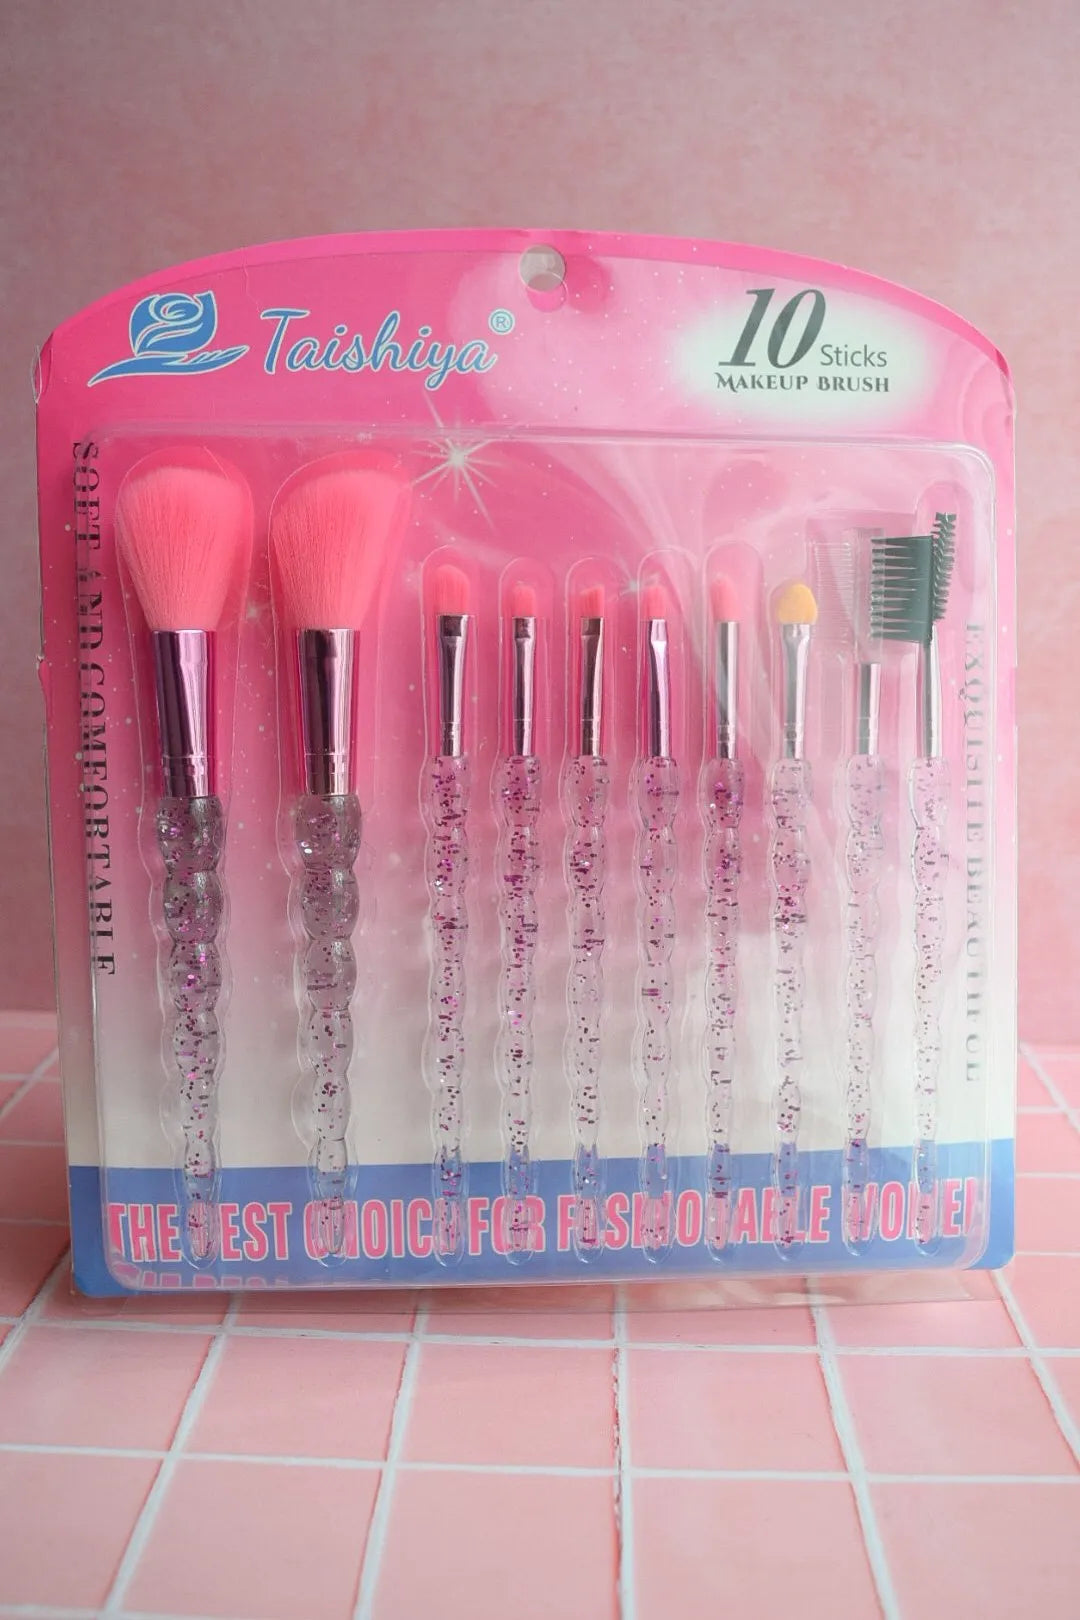 Taishiya®
10 Sticks
MAKEUP BRUSH
SOFT AND COMFORTABLE
EXQUISITE BEAUTIFUL
THE BEST CHOICE FOR FASHIONABLE WOMEN